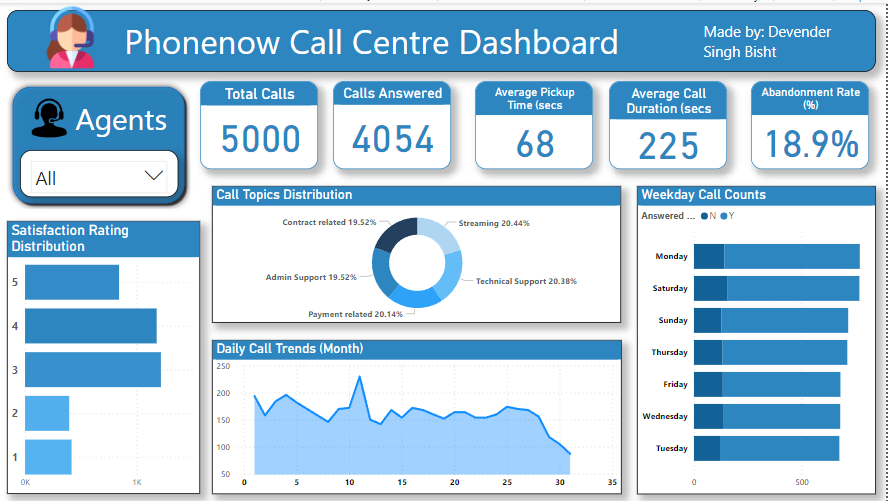 Phonenow Call Centre Dashboard
Made by: Devender
Singh Bisht
Agents
All
Total Calls
5000
Calls Answered
4054
Average Pickup
Time (secs
68
Average Call
Duration (secs
225
Abandonment Rate
(%)
18.9%
Satisfaction Rating
Distribution
5
4
3
2
1
0K
1K
Call Topics Distribution
Contract related 19.52%
Streaming 20.44%
Admin Support 19.52%
Technical Support 20.38%
Payment related 20.14%
Daily Call Trends (Month)
250
200
150
100
50
0 5 10 15 20 25 30 35
Weekday Call Counts
Answered ... N Y
Monday
Saturday
Sunday
Thursday
Friday
Wednesday
Tuesday
0 500